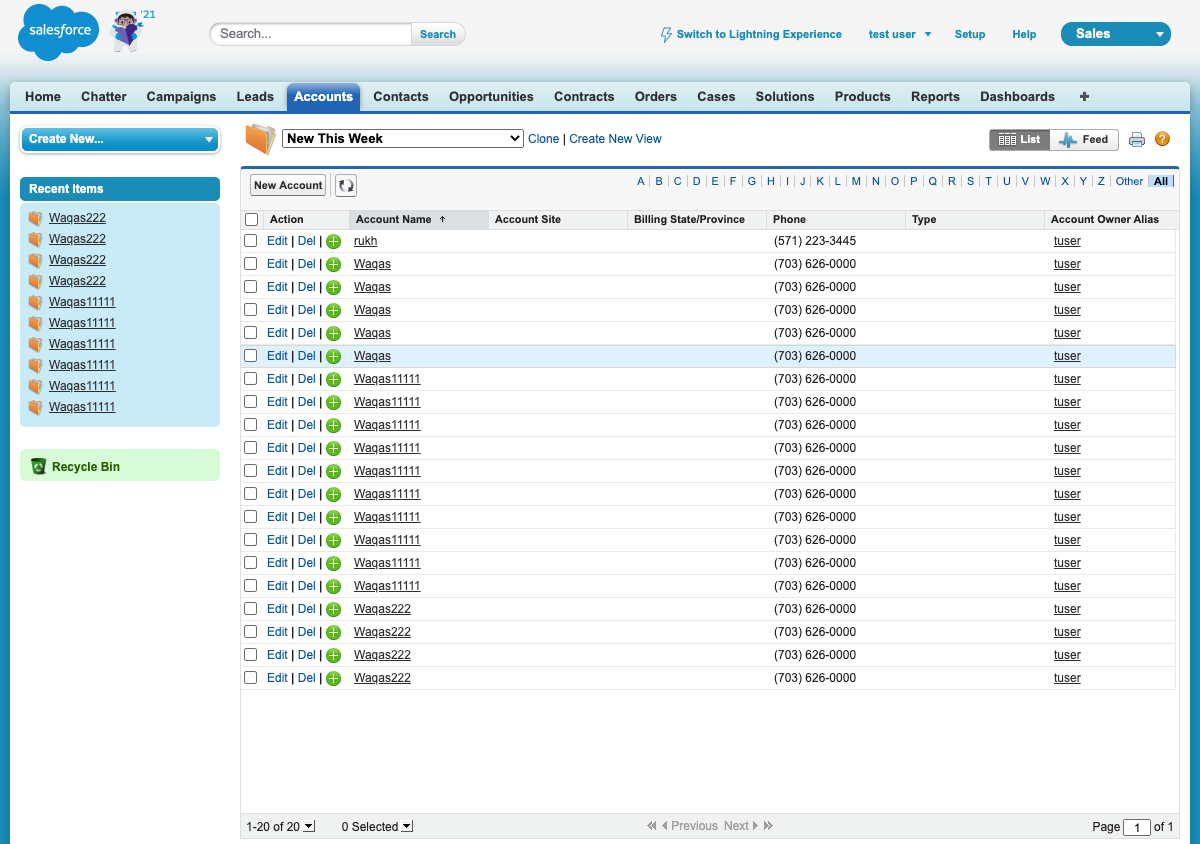 salesforce '21
Search... Search
Switch to Lightning Experience test user Setup Help Sales
Home Chatter Campaigns Leads Accounts Contacts Opportunities Contracts Orders Cases Solutions Products Reports Dashboards +
Create New...
Recent Items
Waqas222
Waqas222
Waqas222
Waqas222
Waqas11111
Waqas11111
Waqas11111
Waqas11111
Waqas11111
Waqas11111
Recycle Bin
New This Week Clone | Create New View List Feed ?
New Account A | B | C | D | E | F | G | H | I | J | K | L | M | N | O | P | Q | R | S | T | U | V | W | X | Y | Z | Other | All
Action Account Name ↑ Account Site Billing State/Province Phone Type Account Owner Alias
Edit | Del | rukh (571) 223-3445 tuser
Edit | Del | Waqas (703) 626-0000 tuser
Edit | Del | Waqas (703) 626-0000 tuser
Edit | Del | Waqas (703) 626-0000 tuser
Edit | Del | Waqas (703) 626-0000 tuser
Edit | Del | Waqas (703) 626-0000 tuser
Edit | Del | Waqas11111 (703) 626-0000 tuser
Edit | Del | Waqas11111 (703) 626-0000 tuser
Edit | Del | Waqas11111 (703) 626-0000 tuser
Edit | Del | Waqas11111 (703) 626-0000 tuser
Edit | Del | Waqas11111 (703) 626-0000 tuser
Edit | Del | Waqas11111 (703) 626-0000 tuser
Edit | Del | Waqas11111 (703) 626-0000 tuser
Edit | Del | Waqas11111 (703) 626-0000 tuser
Edit | Del | Waqas11111 (703) 626-0000 tuser
Edit | Del | Waqas11111 (703) 626-0000 tuser
Edit | Del | Waqas222 (703) 626-0000 tuser
Edit | Del | Waqas222 (703) 626-0000 tuser
Edit | Del | Waqas222 (703) 626-0000 tuser
Edit | Del | Waqas222 (703) 626-0000 tuser
1-20 of 20 0 Selected Previous Next Page 1 of 1